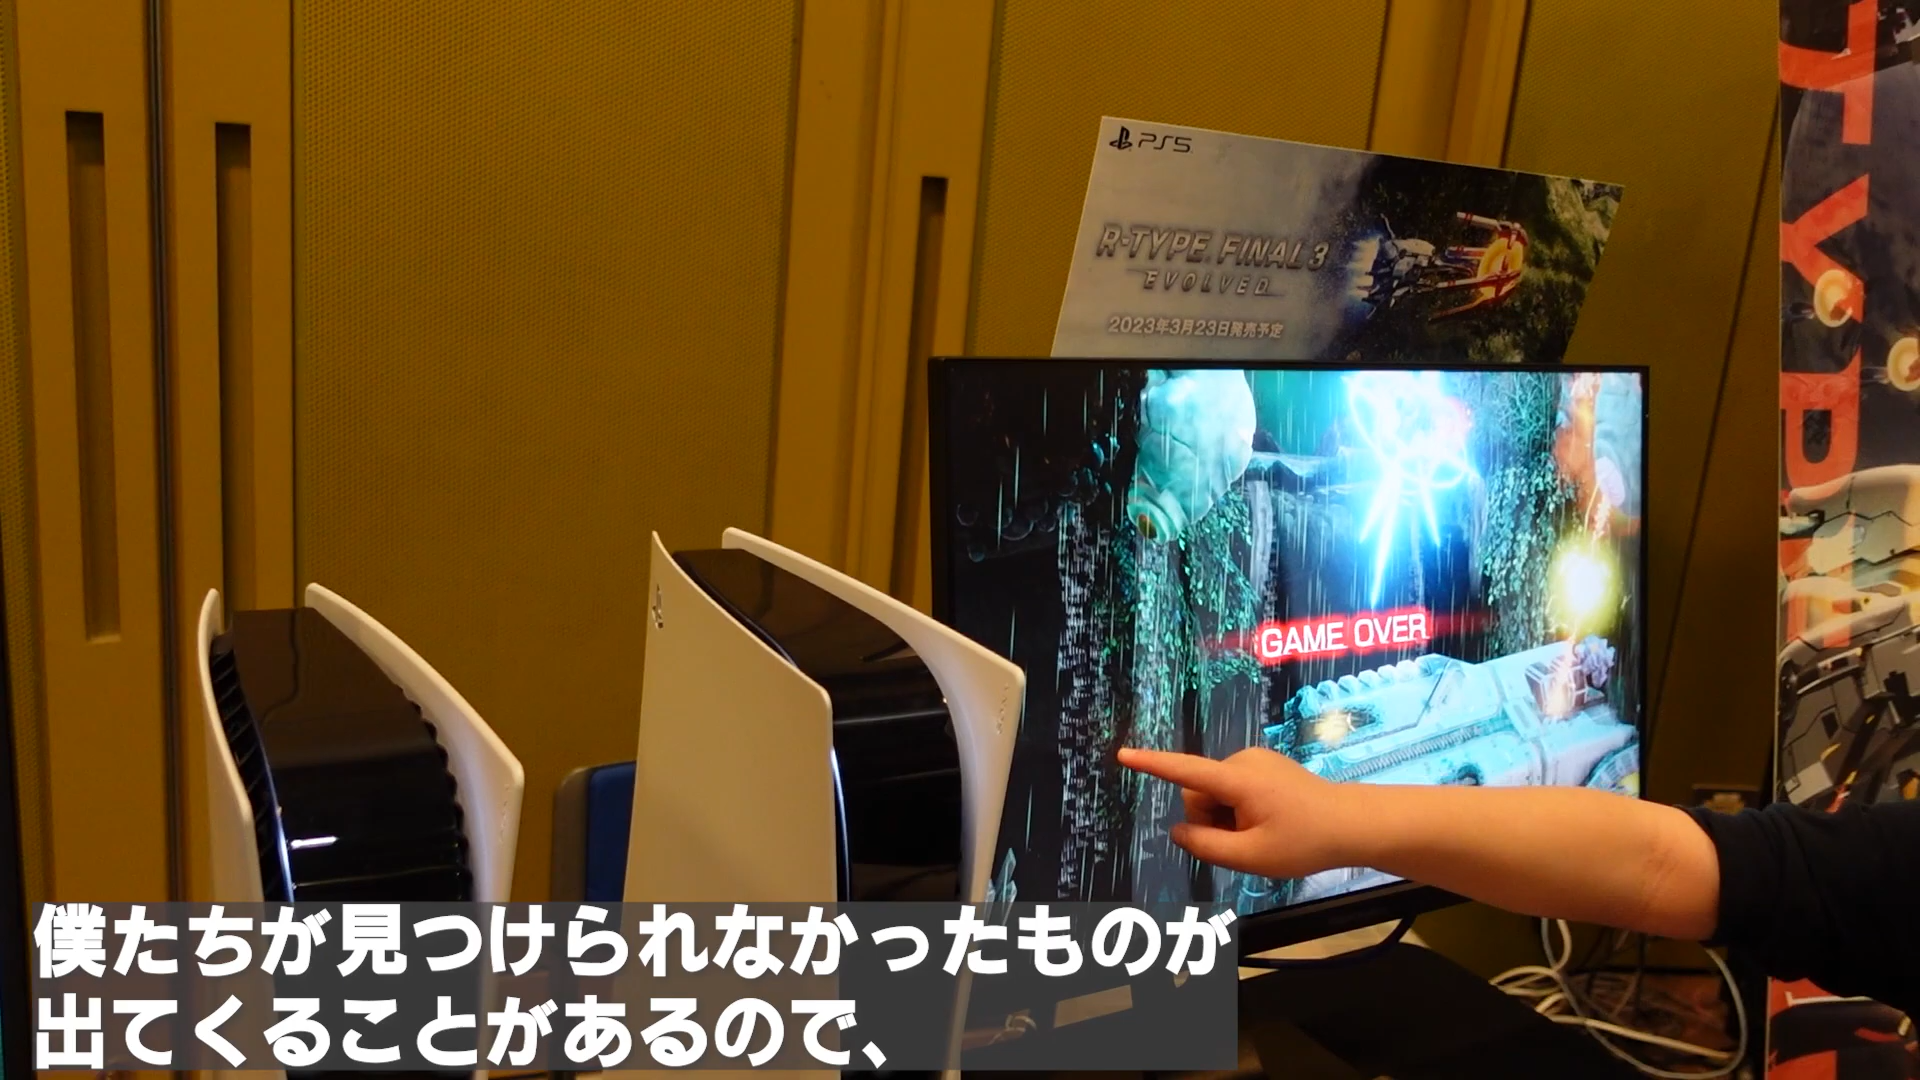 PS5
R-TYPE FINAL 3
EVOLVED
2023年3月23日発売予定
GAME OVER
僕たちが見つけられなかったものが
出てくることがあるので、